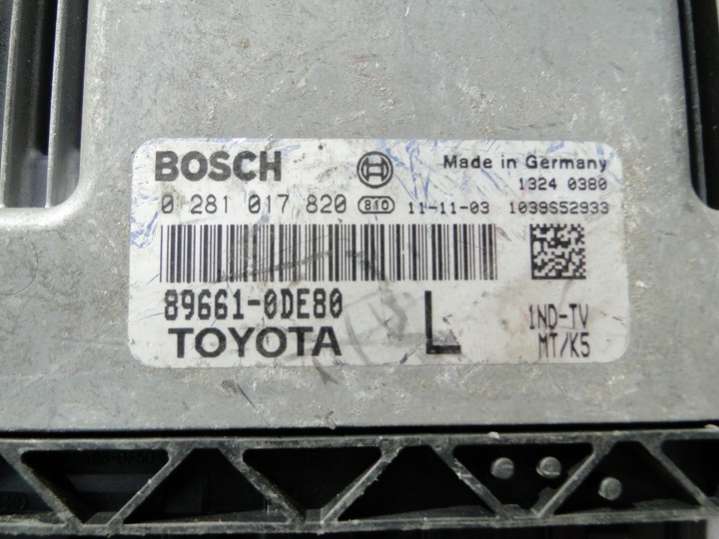 BOSCH Made in Germany
1324 0380
0 281 017 820 810 11-11-03 1039S52933
89661-0DE80 L 1ND-TV
TOYOTA MT/K5